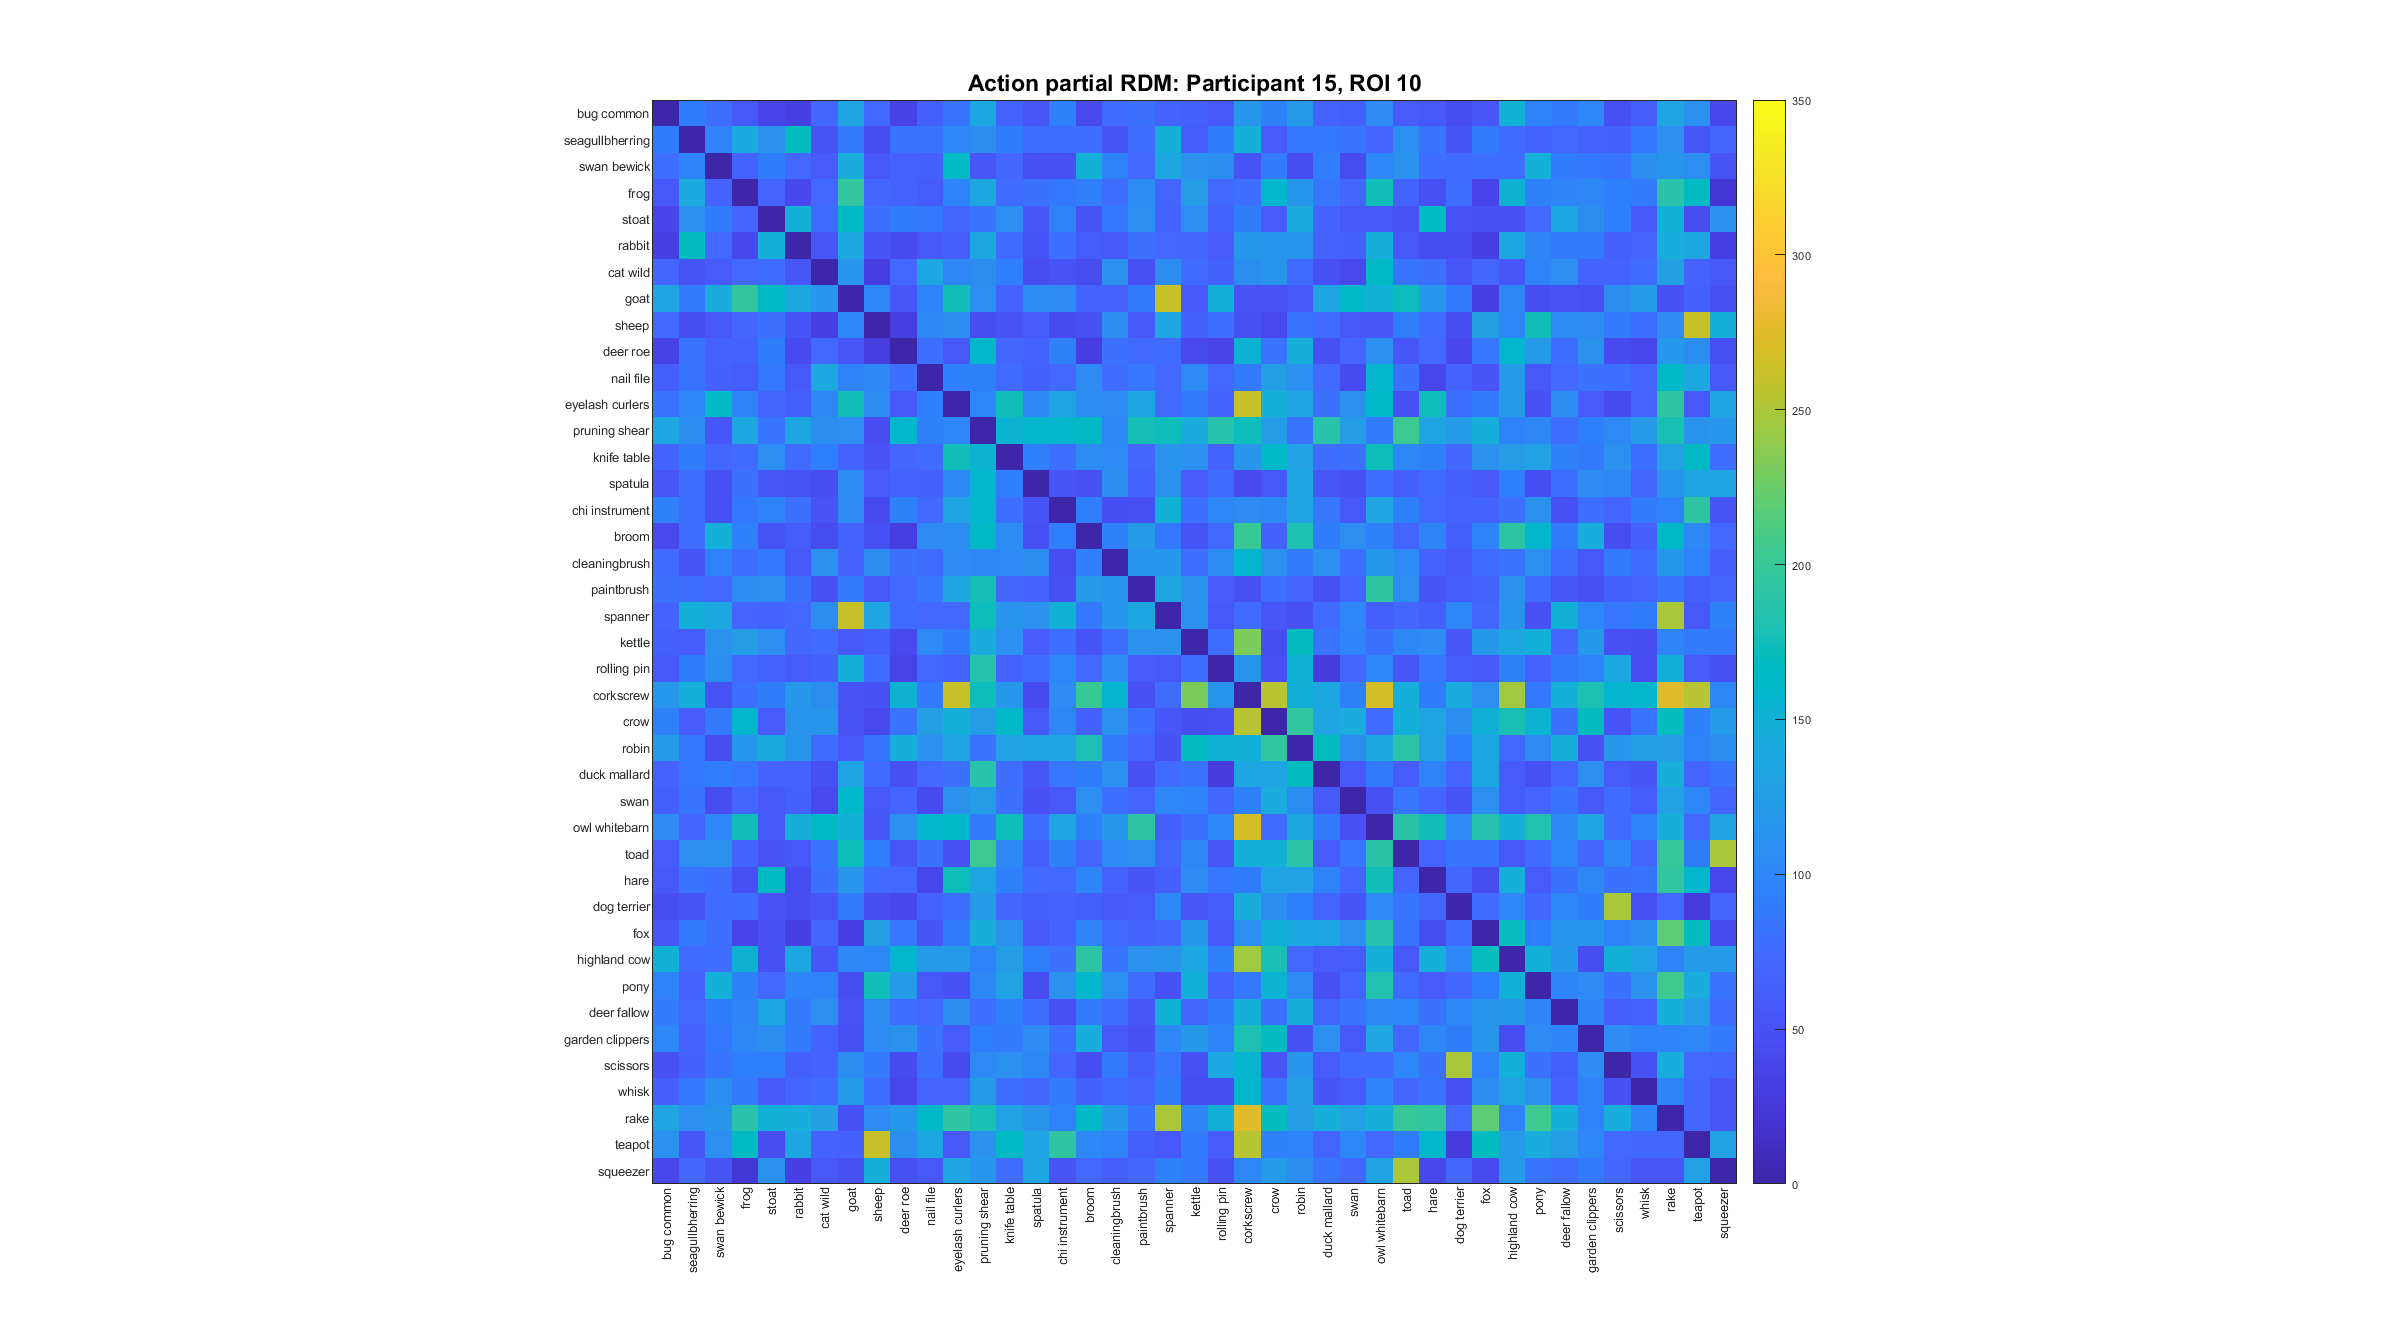 Action partial RDM: Participant 15, ROI 10
bug common
seagullbherring
swan bewick
frog
stoat
rabbit
cat wild
goat
sheep
deer roe
nail file
eyelash curlers
pruning shear
knife table
spatula
chi instrument
broom
cleaningbrush
paintbrush
spanner
kettle
rolling pin
corkscrew
crow
robin
duck mallard
swan
owl whitebarn
toad
hare
dog terrier
fox
highland cow
pony
deer fallow
garden clippers
scissors
whisk
rake
teapot
squeezer
350
300
250
200
150
100
50
0
bug common
seagullbherring
swan bewick
frog
stoat
rabbit
cat wild
goat
sheep
deer roe
nail file
eyelash curlers
pruning shear
knife table
spatula
chi instrument
broom
cleaningbrush
paintbrush
spanner
kettle
rolling pin
corkscrew
crow
robin
duck mallard
swan
owl whitebarn
toad
hare
dog terrier
fox
highland cow
pony
deer fallow
garden clippers
scissors
whisk
rake
teapot
squeezer